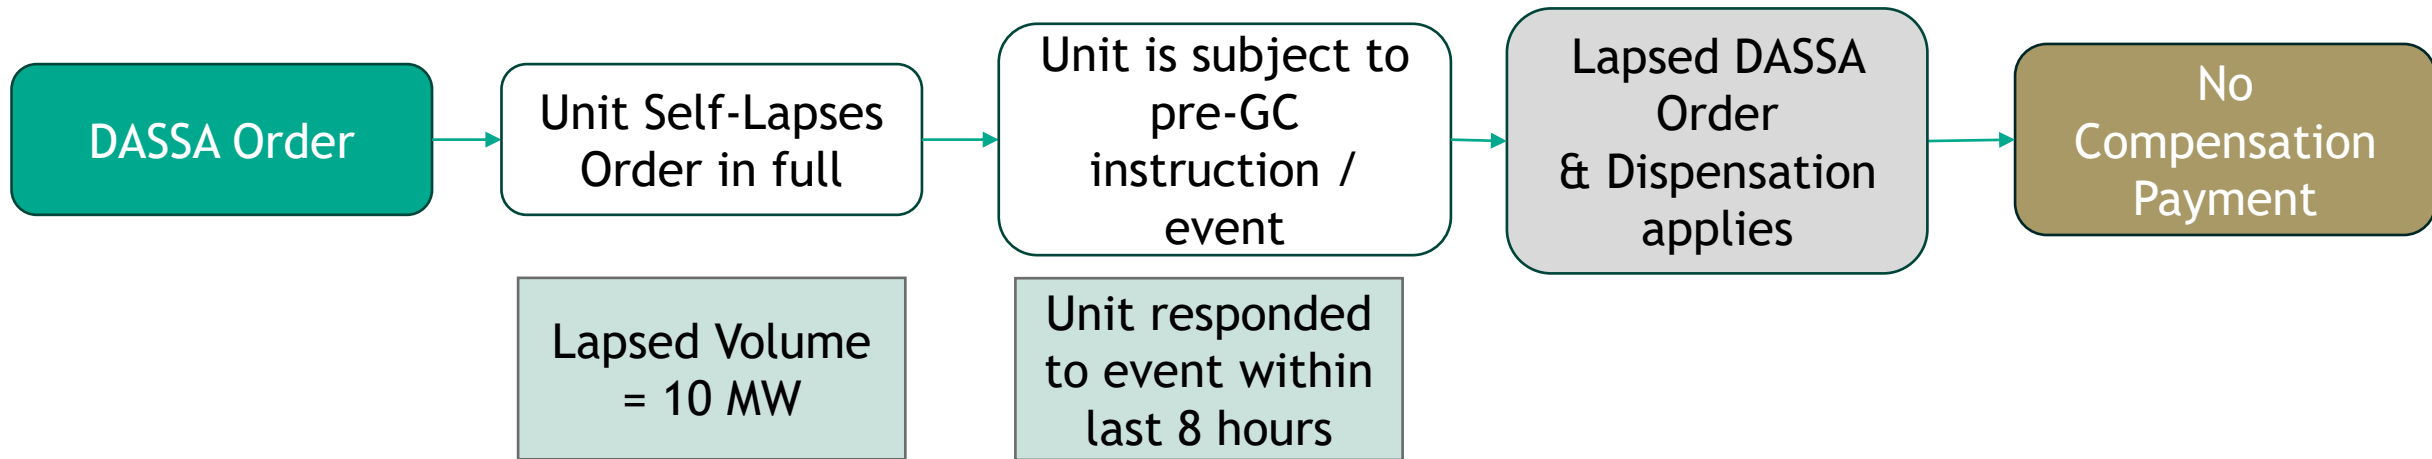 DASSA Order
Unit Self-Lapses
Order in full
Unit is subject to
pre-GC
instruction /
event
Lapsed DASSA
Order
& Dispensation
applies
No
Compensation
Payment
Lapsed Volume
= 10 MW
Unit responded
to event within
last 8 hours